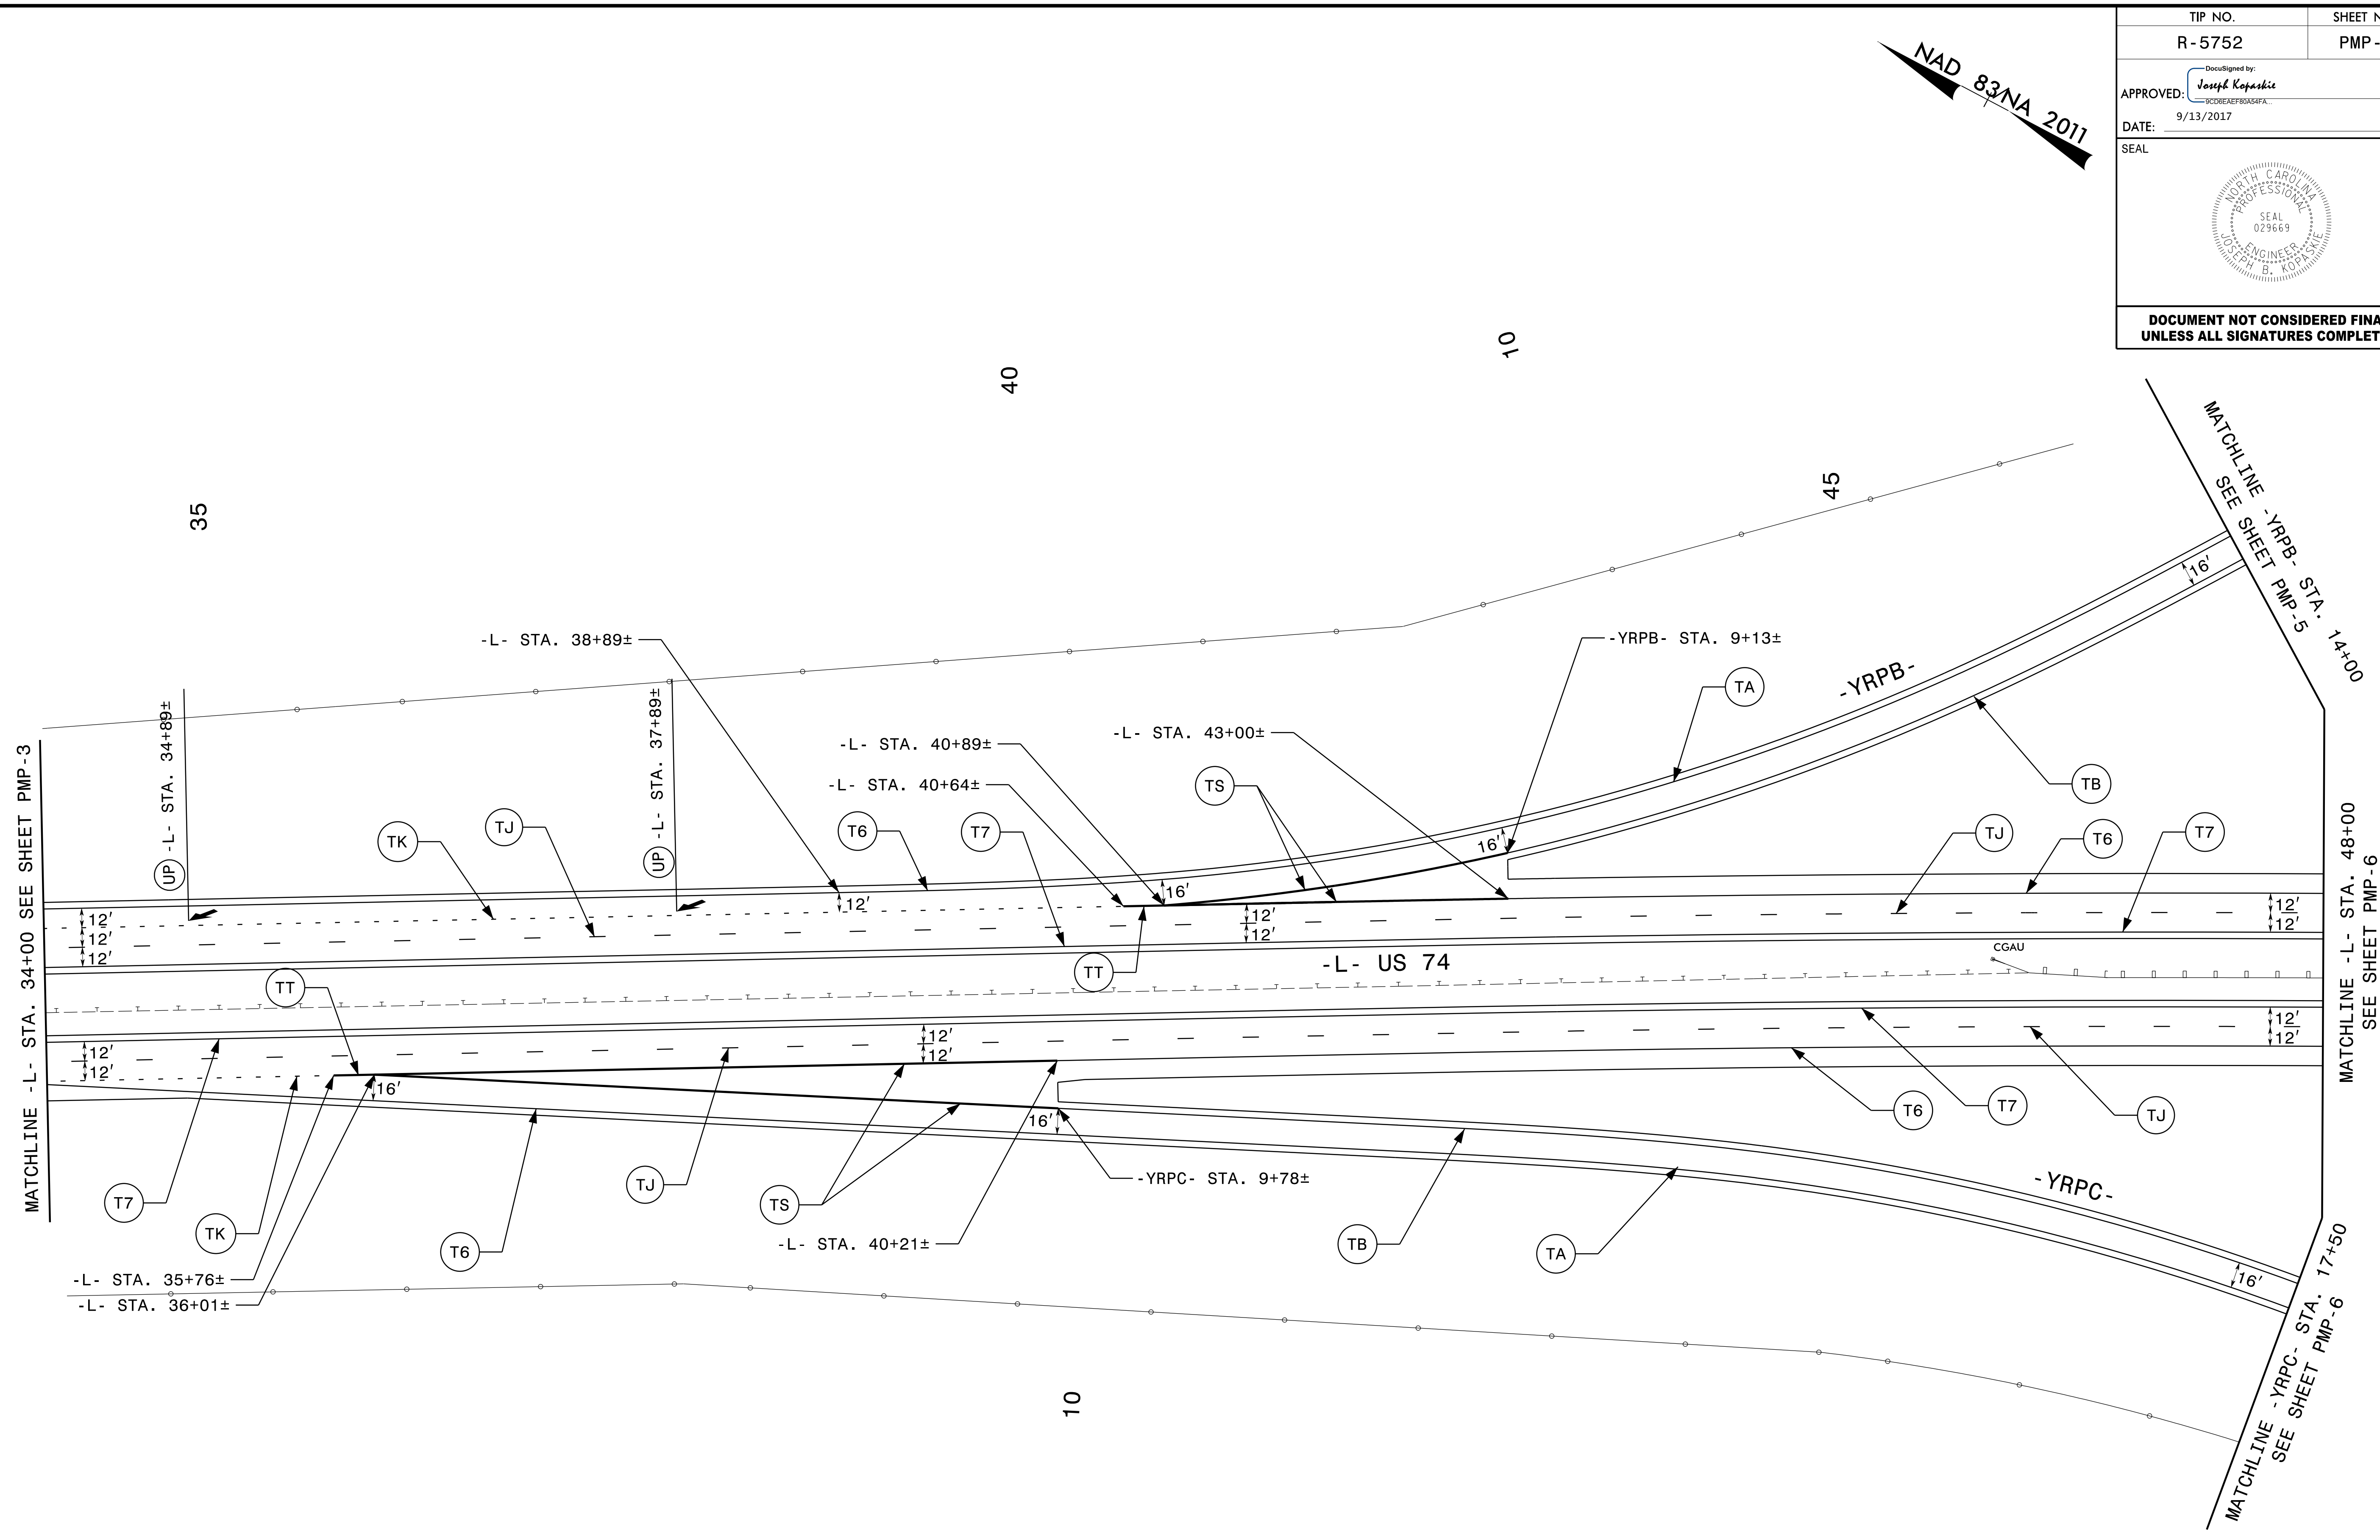 TIP NO.
SHEET N
R-5752
PMP-
DocuSigned by:
Joseph Kopaskie
APPROVED:
9CD6EAEF80A54FA...
9/13/2017
DATE:
SEAL
NORTH CAROLINA
PROFESSIONAL
SEAL
029669
ENGINEER
JOSEPH B. KOPASKIE
DOCUMENT NOT CONSIDERED FINA
UNLESS ALL SIGNATURES COMPLET
NAD 83/NA 2011
10
40
45
35
MATCHLINE -YRPB- STA. 14+00
SEE SHEET PMP-5
-L- STA. 38+89±
-YRPB- STA. 9+13±
-YRPB-
TA
16'
-L- STA. 34+89±
UP
-L- STA. 37+89±
UP
-L- STA. 40+89±
-L- STA. 43+00±
-L- STA. 40+64±
TS
TB
TK
TJ
T6
T7
TJ
T6
T7
16'
16'
12'
12'
12'
12'
12'
12'
12'
12'
TT
TT
-L- US 74
CGAU
MATCHLINE -L- STA. 34+00 SEE SHEET PMP-3
MATCHLINE -L- STA. 48+00
SEE SHEET PMP-6
12'
12'
12'
12'
12'
12'
16'
16'
T6
T7
TJ
-YRPC- STA. 9+78±
-YRPC-
T7
TK
T6
TJ
TS
TB
TA
-L- STA. 40+21±
-L- STA. 35+76±
-L- STA. 36+01±
16'
10
MATCHLINE -YRPC- STA. 17+50
SEE SHEET PMP-6